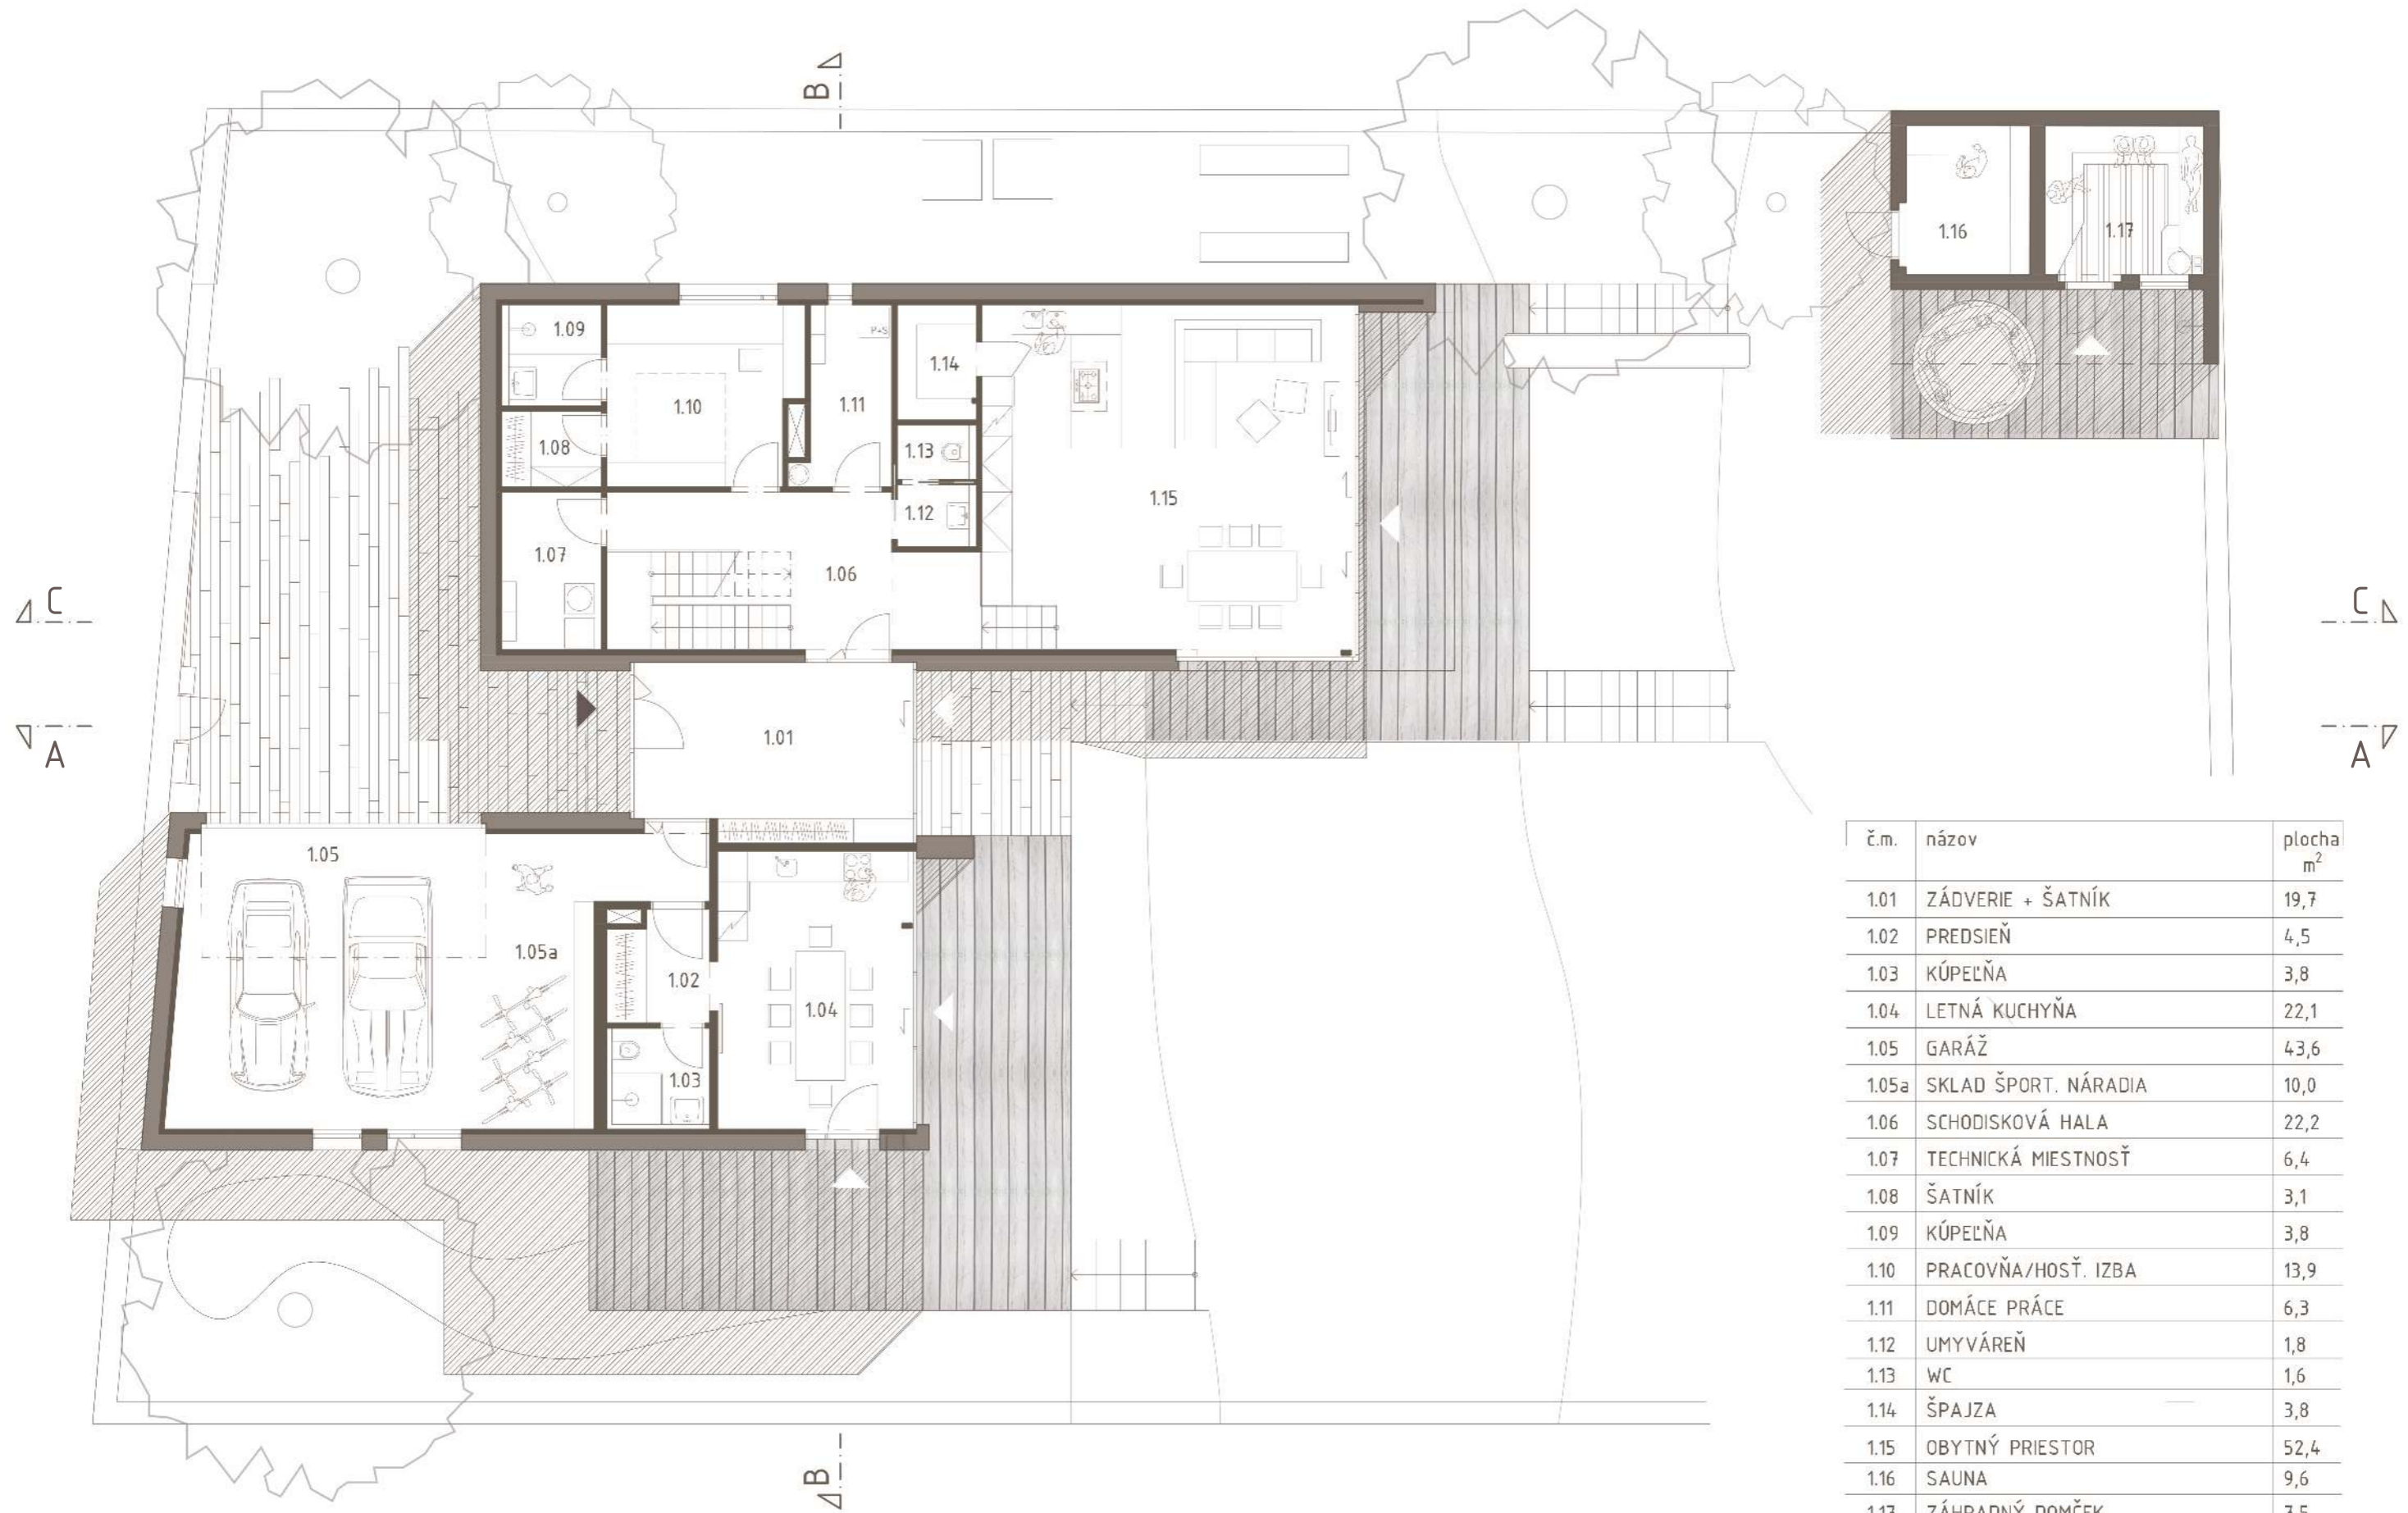 B
1.16
1.17
1.09
P+S
1.14
1.10
1.11
1.08
1.13
1.15
1.12
1.07
1.06
C
C
1.01
A
A
1.05
1.05a
1.02
1.04
1.03
B
č.m. názov plocha m²
1.01 ZÁDVERIE + ŠATNÍK 19,7
1.02 PREDSIEŇ 4,5
1.03 KÚPEĽŇA 3,8
1.04 LETNÁ KUCHYŇA 22,1
1.05 GARÁŽ 43,6
1.05a SKLAD ŠPORT. NÁRADIA 10,0
1.06 SCHODISKOVÁ HALA 22,2
1.07 TECHNICKÁ MIESTNOSŤ 6,4
1.08 ŠATNÍK 3,1
1.09 KÚPEĽŇA 3,8
1.10 PRACOVŇA/HOSŤ. IZBA 13,9
1.11 DOMÁCE PRÁCE 6,3
1.12 UMYVÁREŇ 1,8
1.13 WC 1,6
1.14 ŠPAJZA 3,8
1.15 OBYTNÝ PRIESTOR 52,4
1.16 SAUNA 9,6
1.17 ZÁHRADNÝ DOMČEK